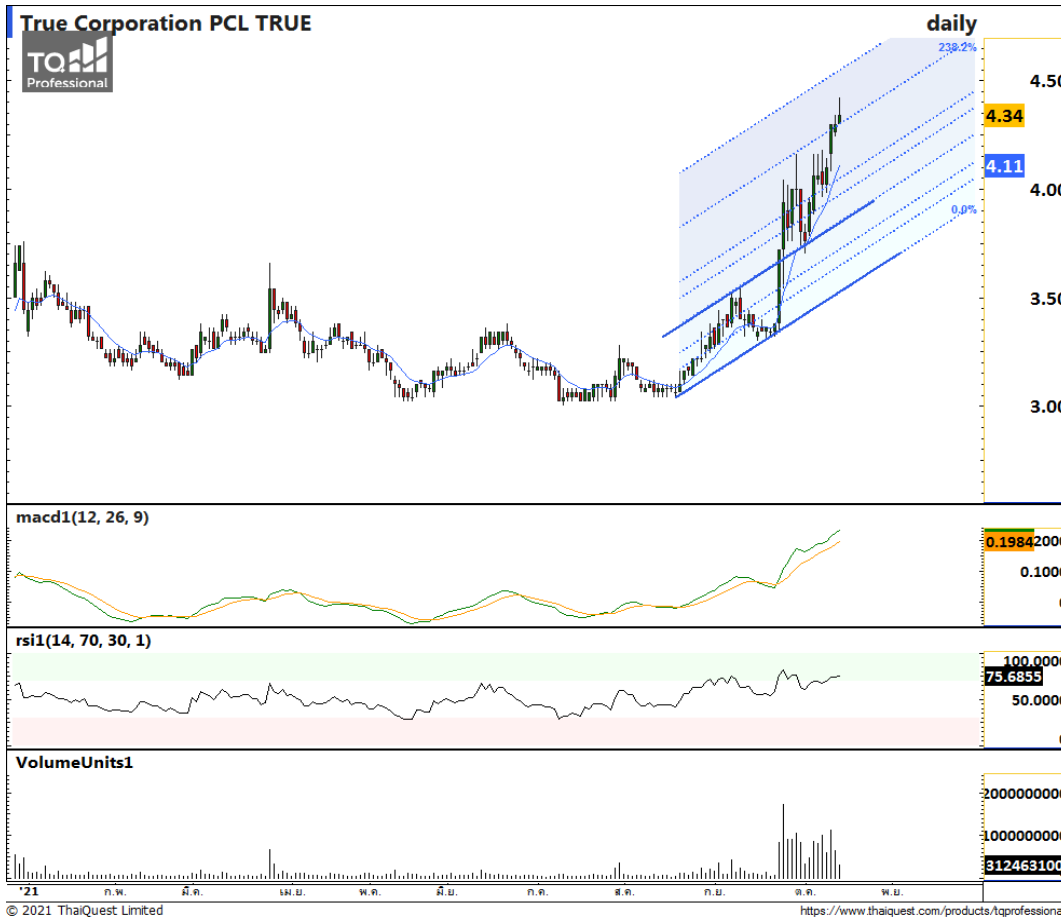 True Corporation PCL TRUE
daily
TQ
Professional
238.2%
4.50
4.34
4.11
4.00
0.0%
3.50
3.00
macd1(12, 26, 9)
0.1984
0.1000
rsi1(14, 70, 30, 1)
100.0000
75.6855
50.0000
VolumeUnits1
2000000000
1000000000
312463100
'21 ก.พ. มี.ค. เม.ย. พ.ค. มิ.ย. ก.ค. ส.ค. ก.ย. ต.ค. พ.ย.
© 2021 ThaiQuest Limited
https://www.thaiquest.com/products/tqprofessional